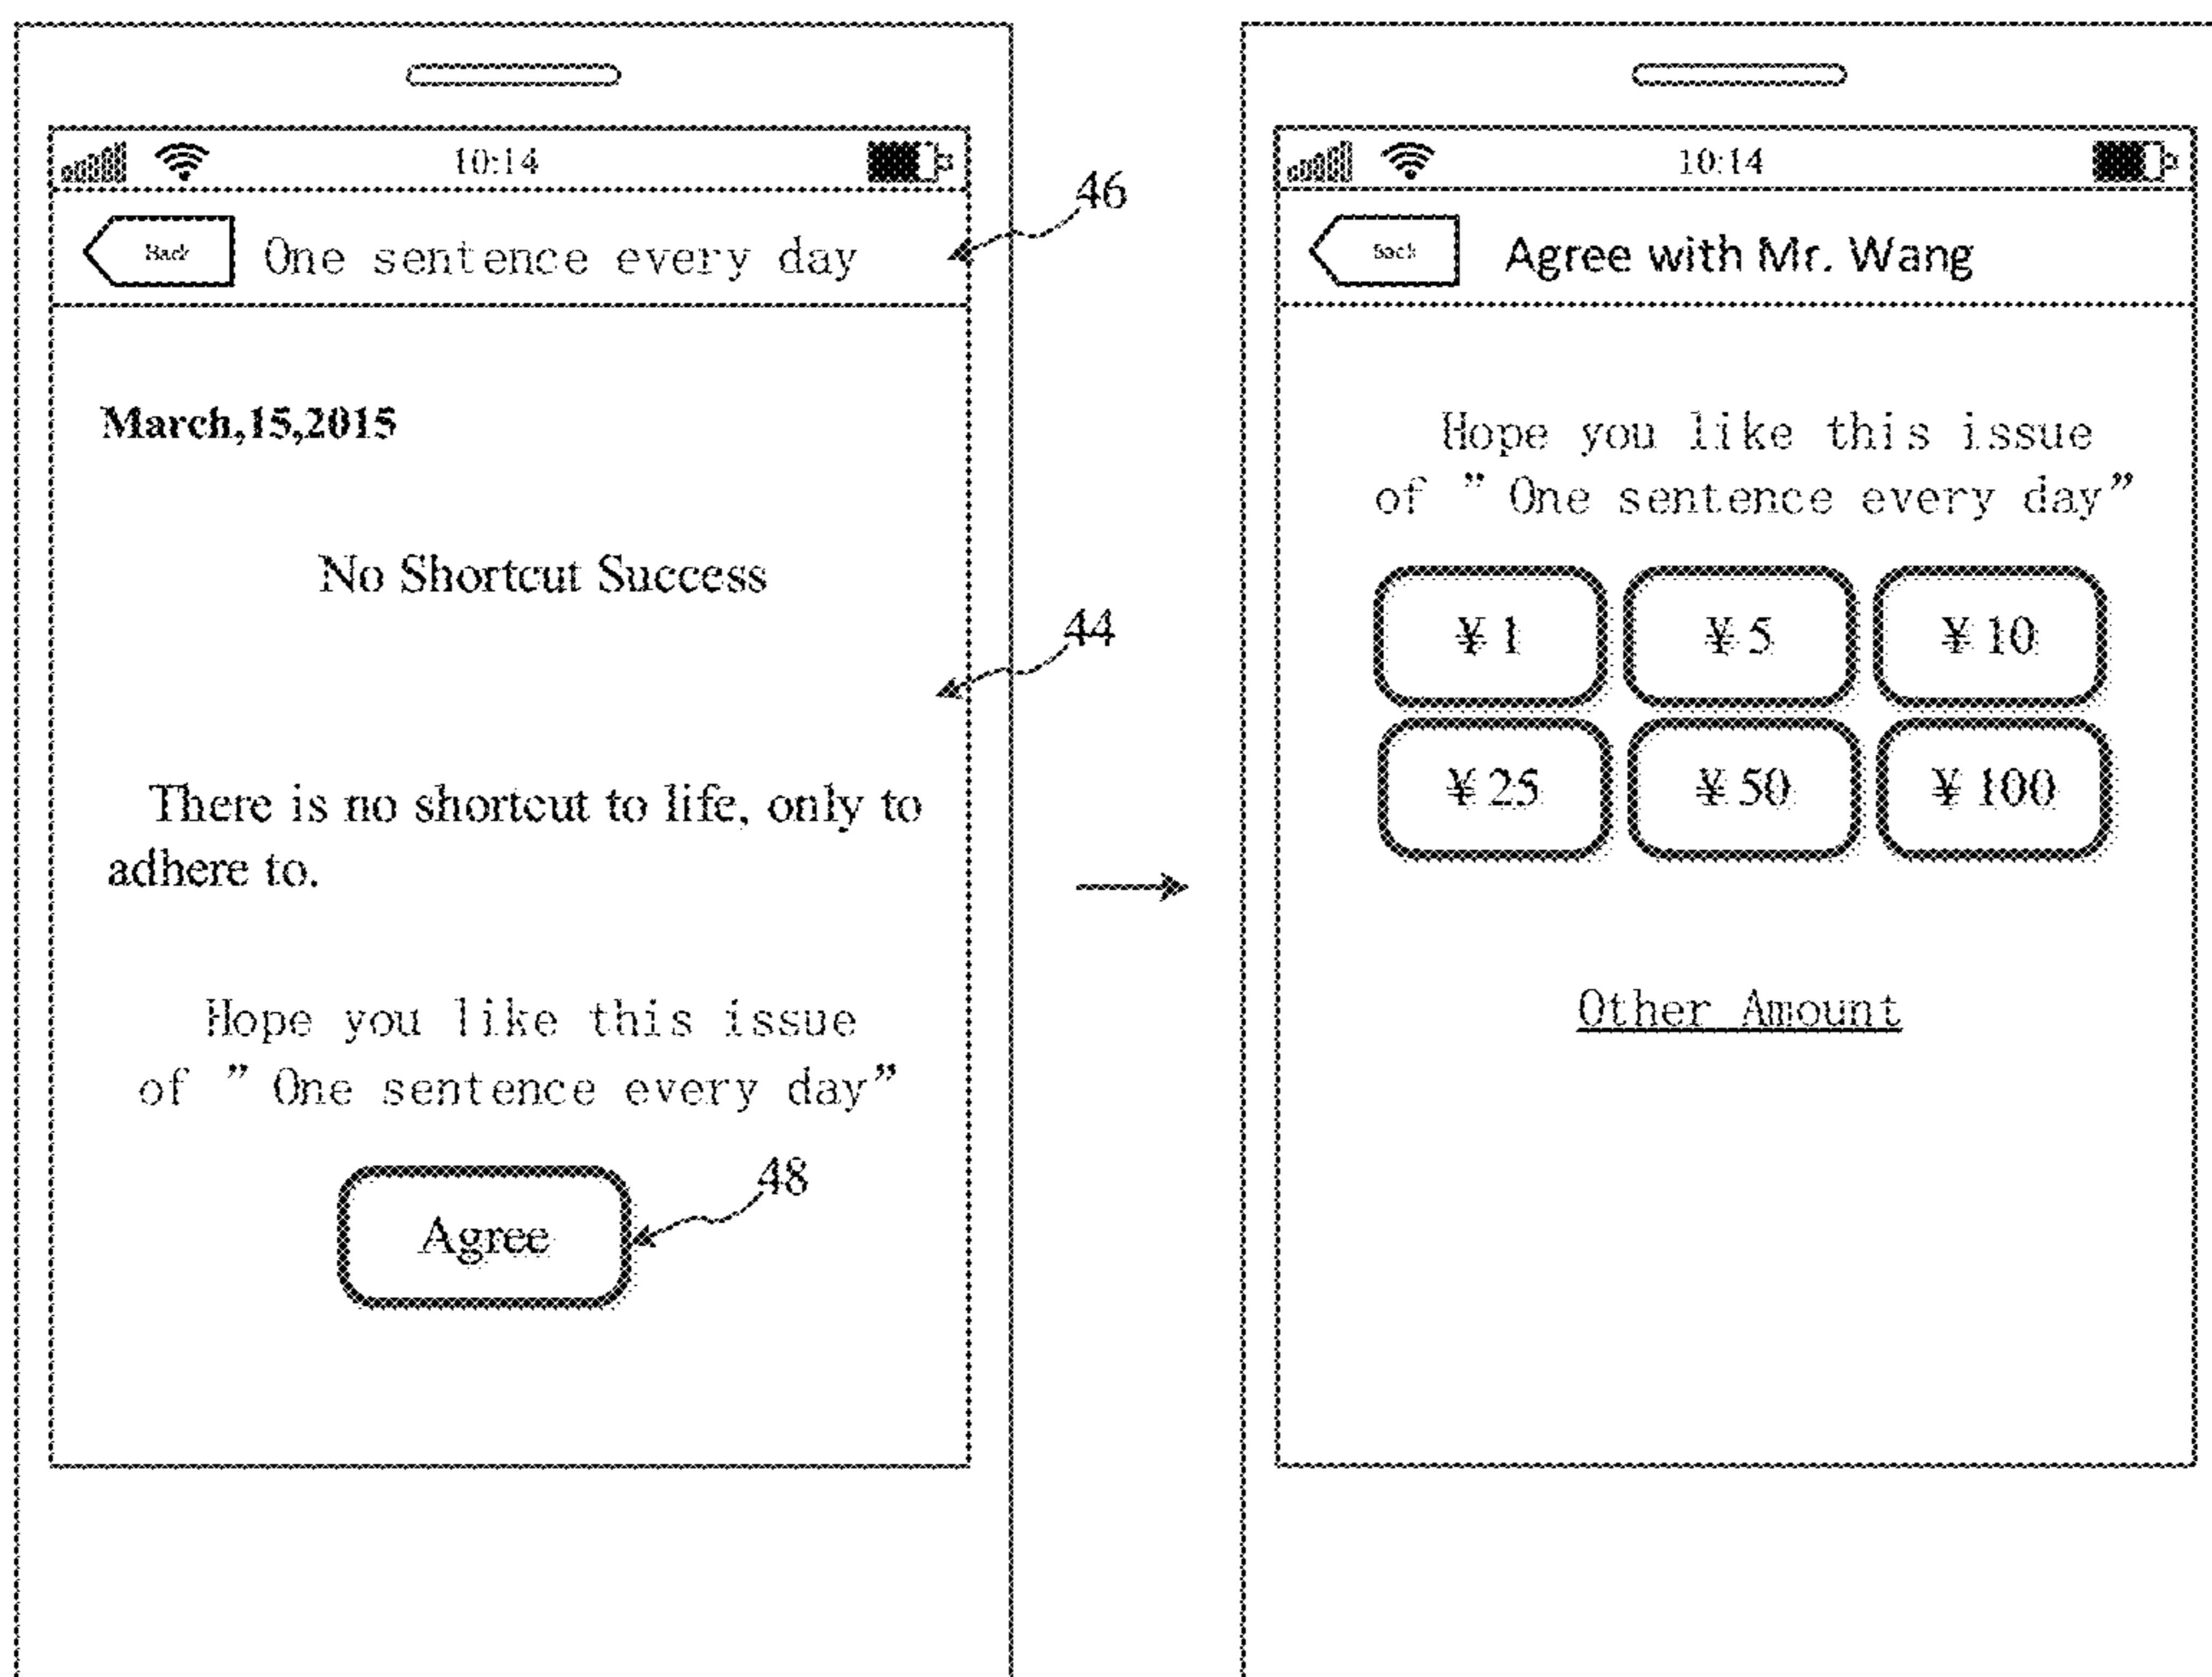 10:14
Back One sentence every day
46
March,15,2015
No Shortcut Success
44
There is no shortcut to life, only to
adhere to.
Hope you like this issue
of ” One sentence every day”
48
Agree
10:14
Back Agree with Mr. Wang
Hope you like this issue
of ” One sentence every day”
¥ 1 ¥ 5 ¥ 10
¥ 25 ¥ 50 ¥ 100
Other Amount